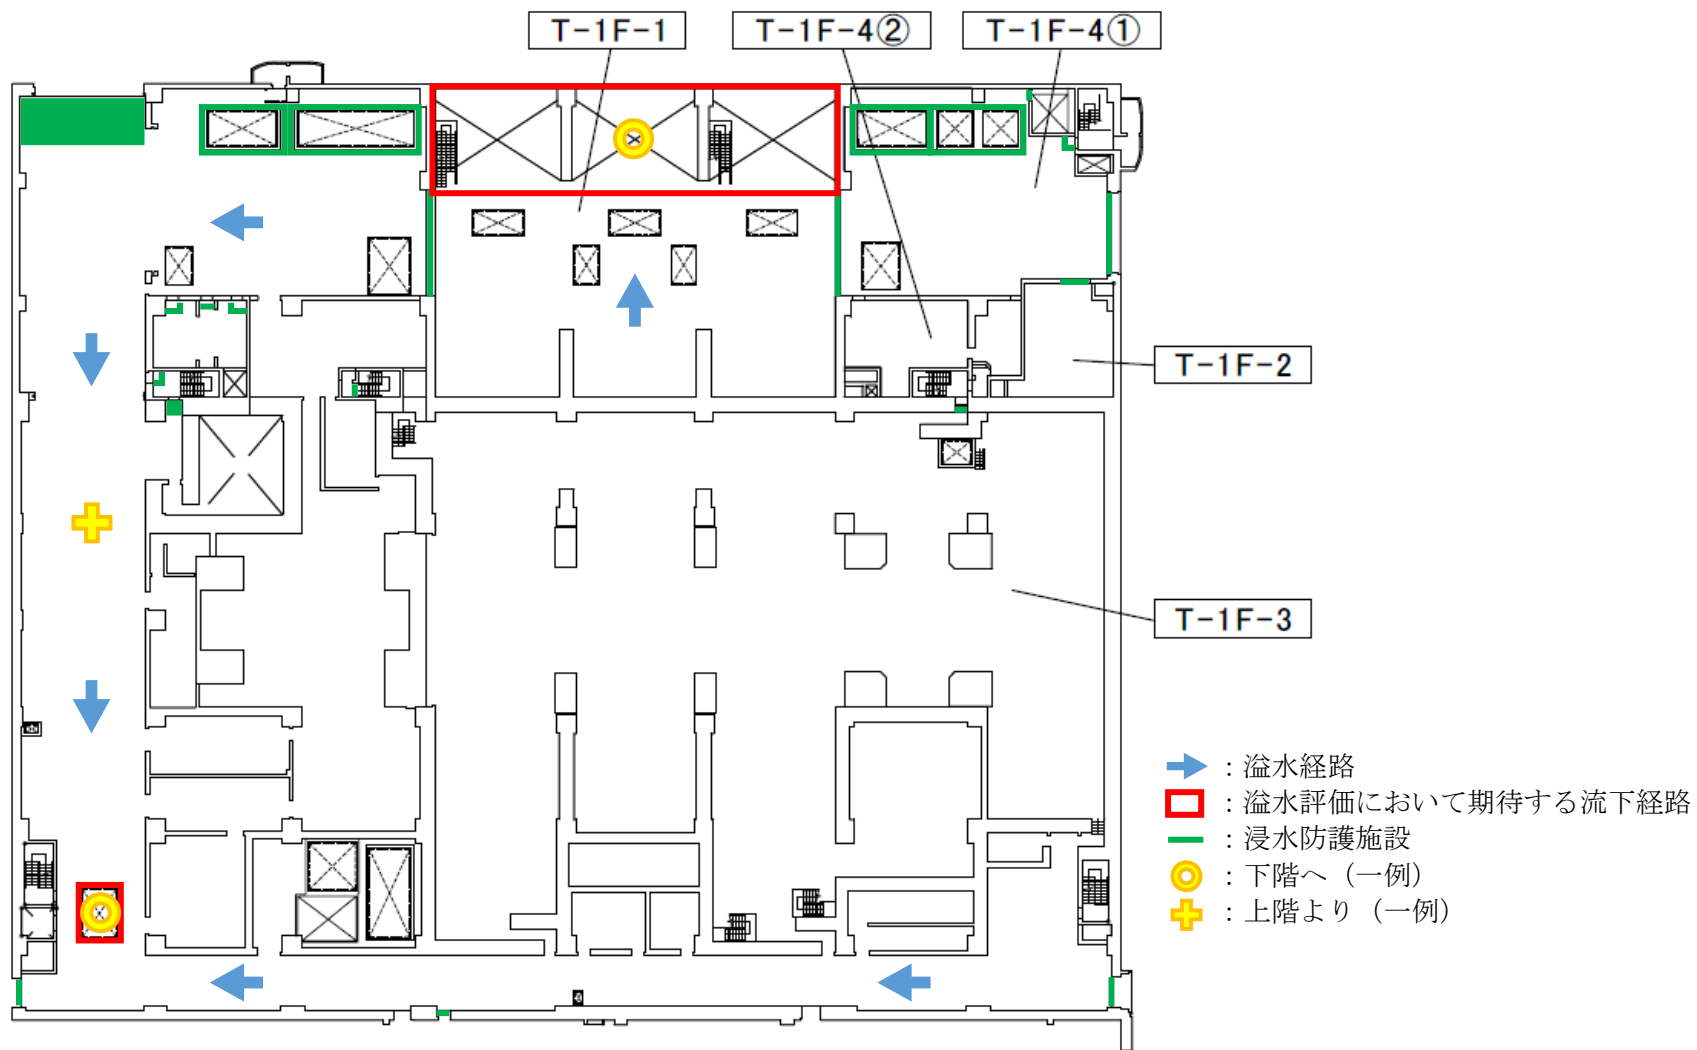 T-1F-1
T-1F-4②
T-1F-4①
T-1F-2
T-1F-3
：溢水経路
：溢水評価において期待する流下経路
：浸水防護施設
：下階へ（一例）
：上階より（一例）